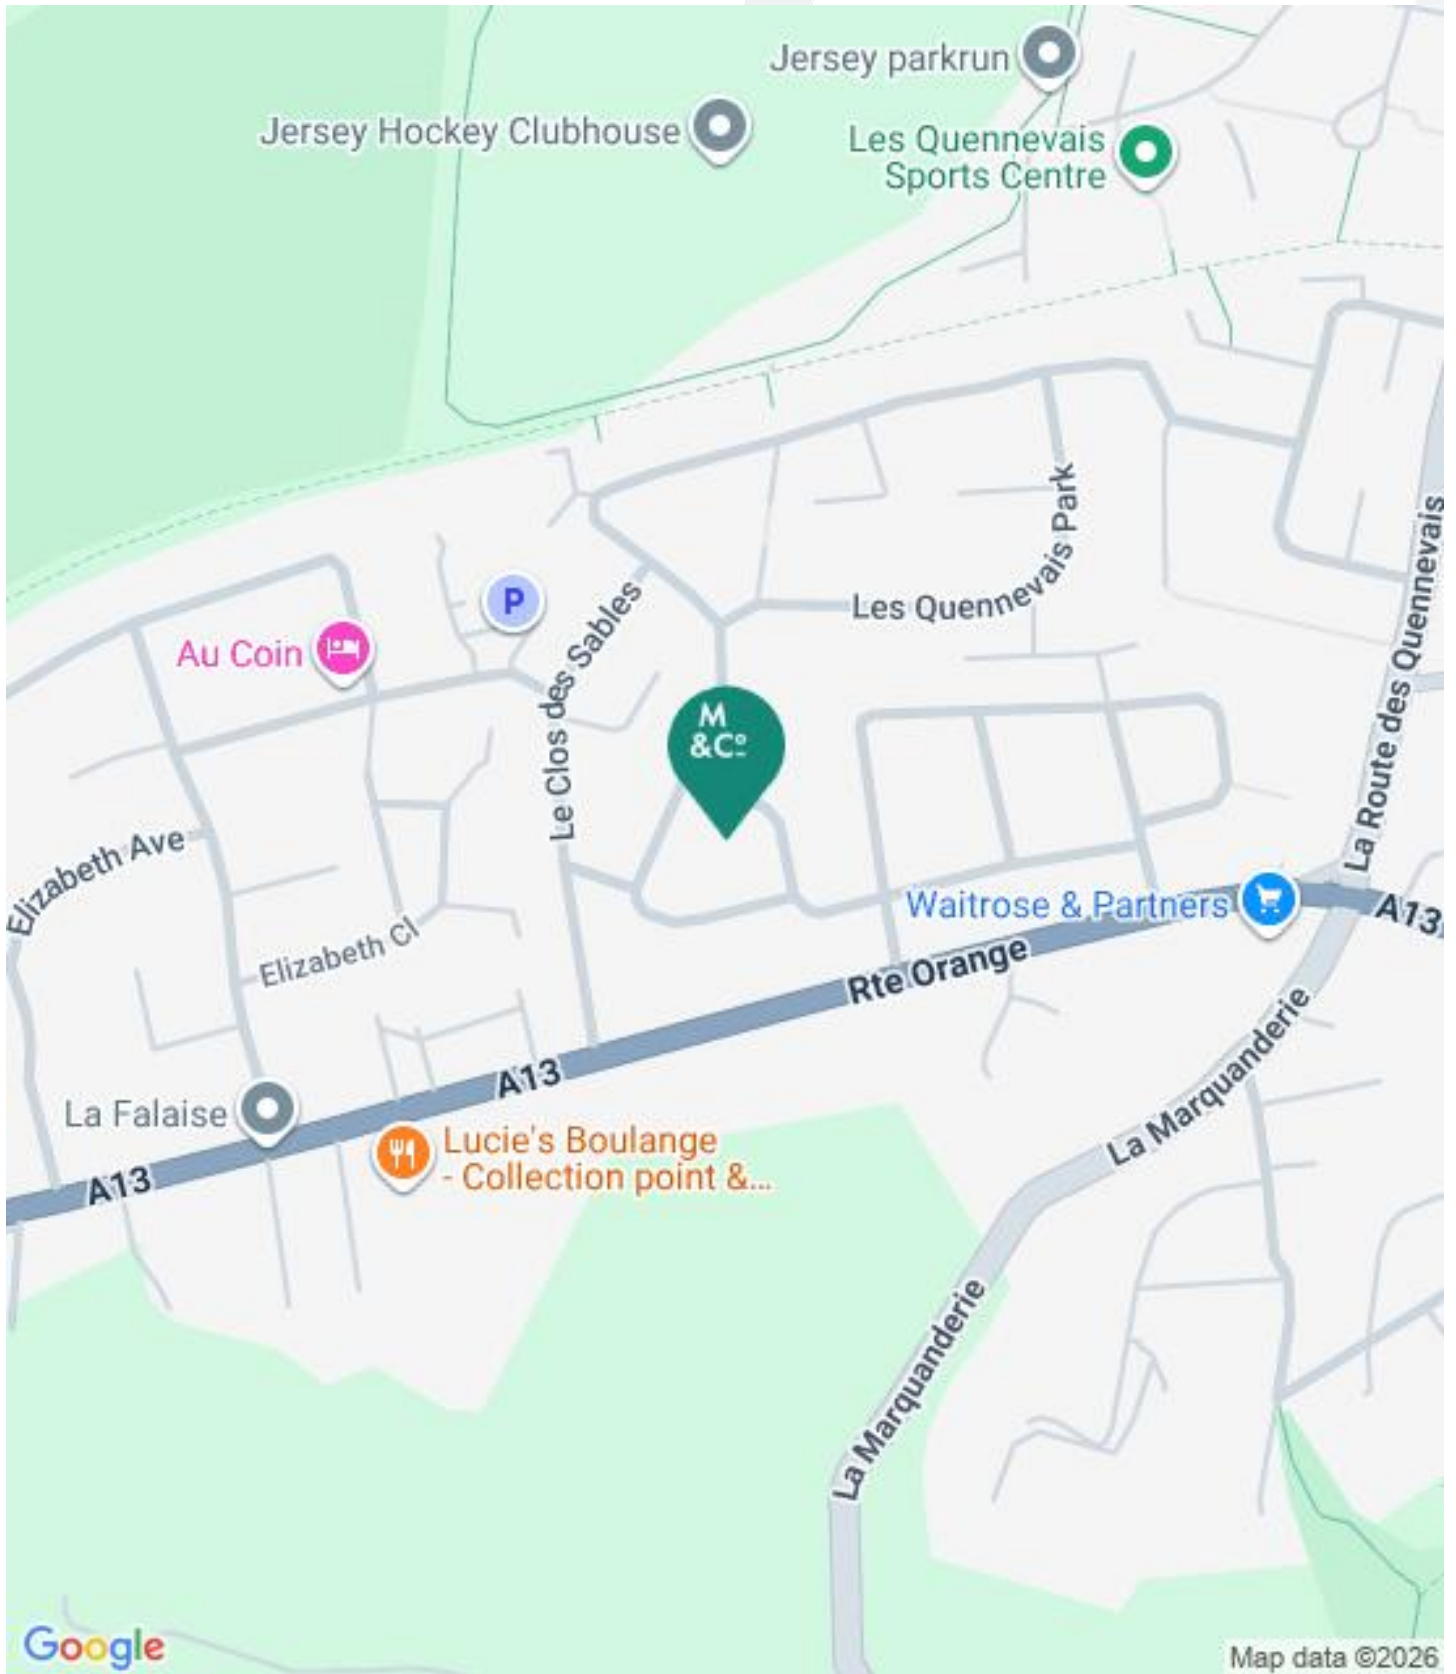 Jersey parkrun
Jersey Hockey Clubhouse
Les Quennevais
Sports Centre
Les Quennevais Park
La Route des Quennevais
P
Le Clos des Sables
Au Coin
M
&Cº
Elizabeth Ave
Elizabeth Cl
Waitrose & Partners
A13
Rte Orange
A13
La Marquanderie
La Falaise
Lucie's Boulange
- Collection point &...
A13
La Marquanderie
Google
Map data ©2026